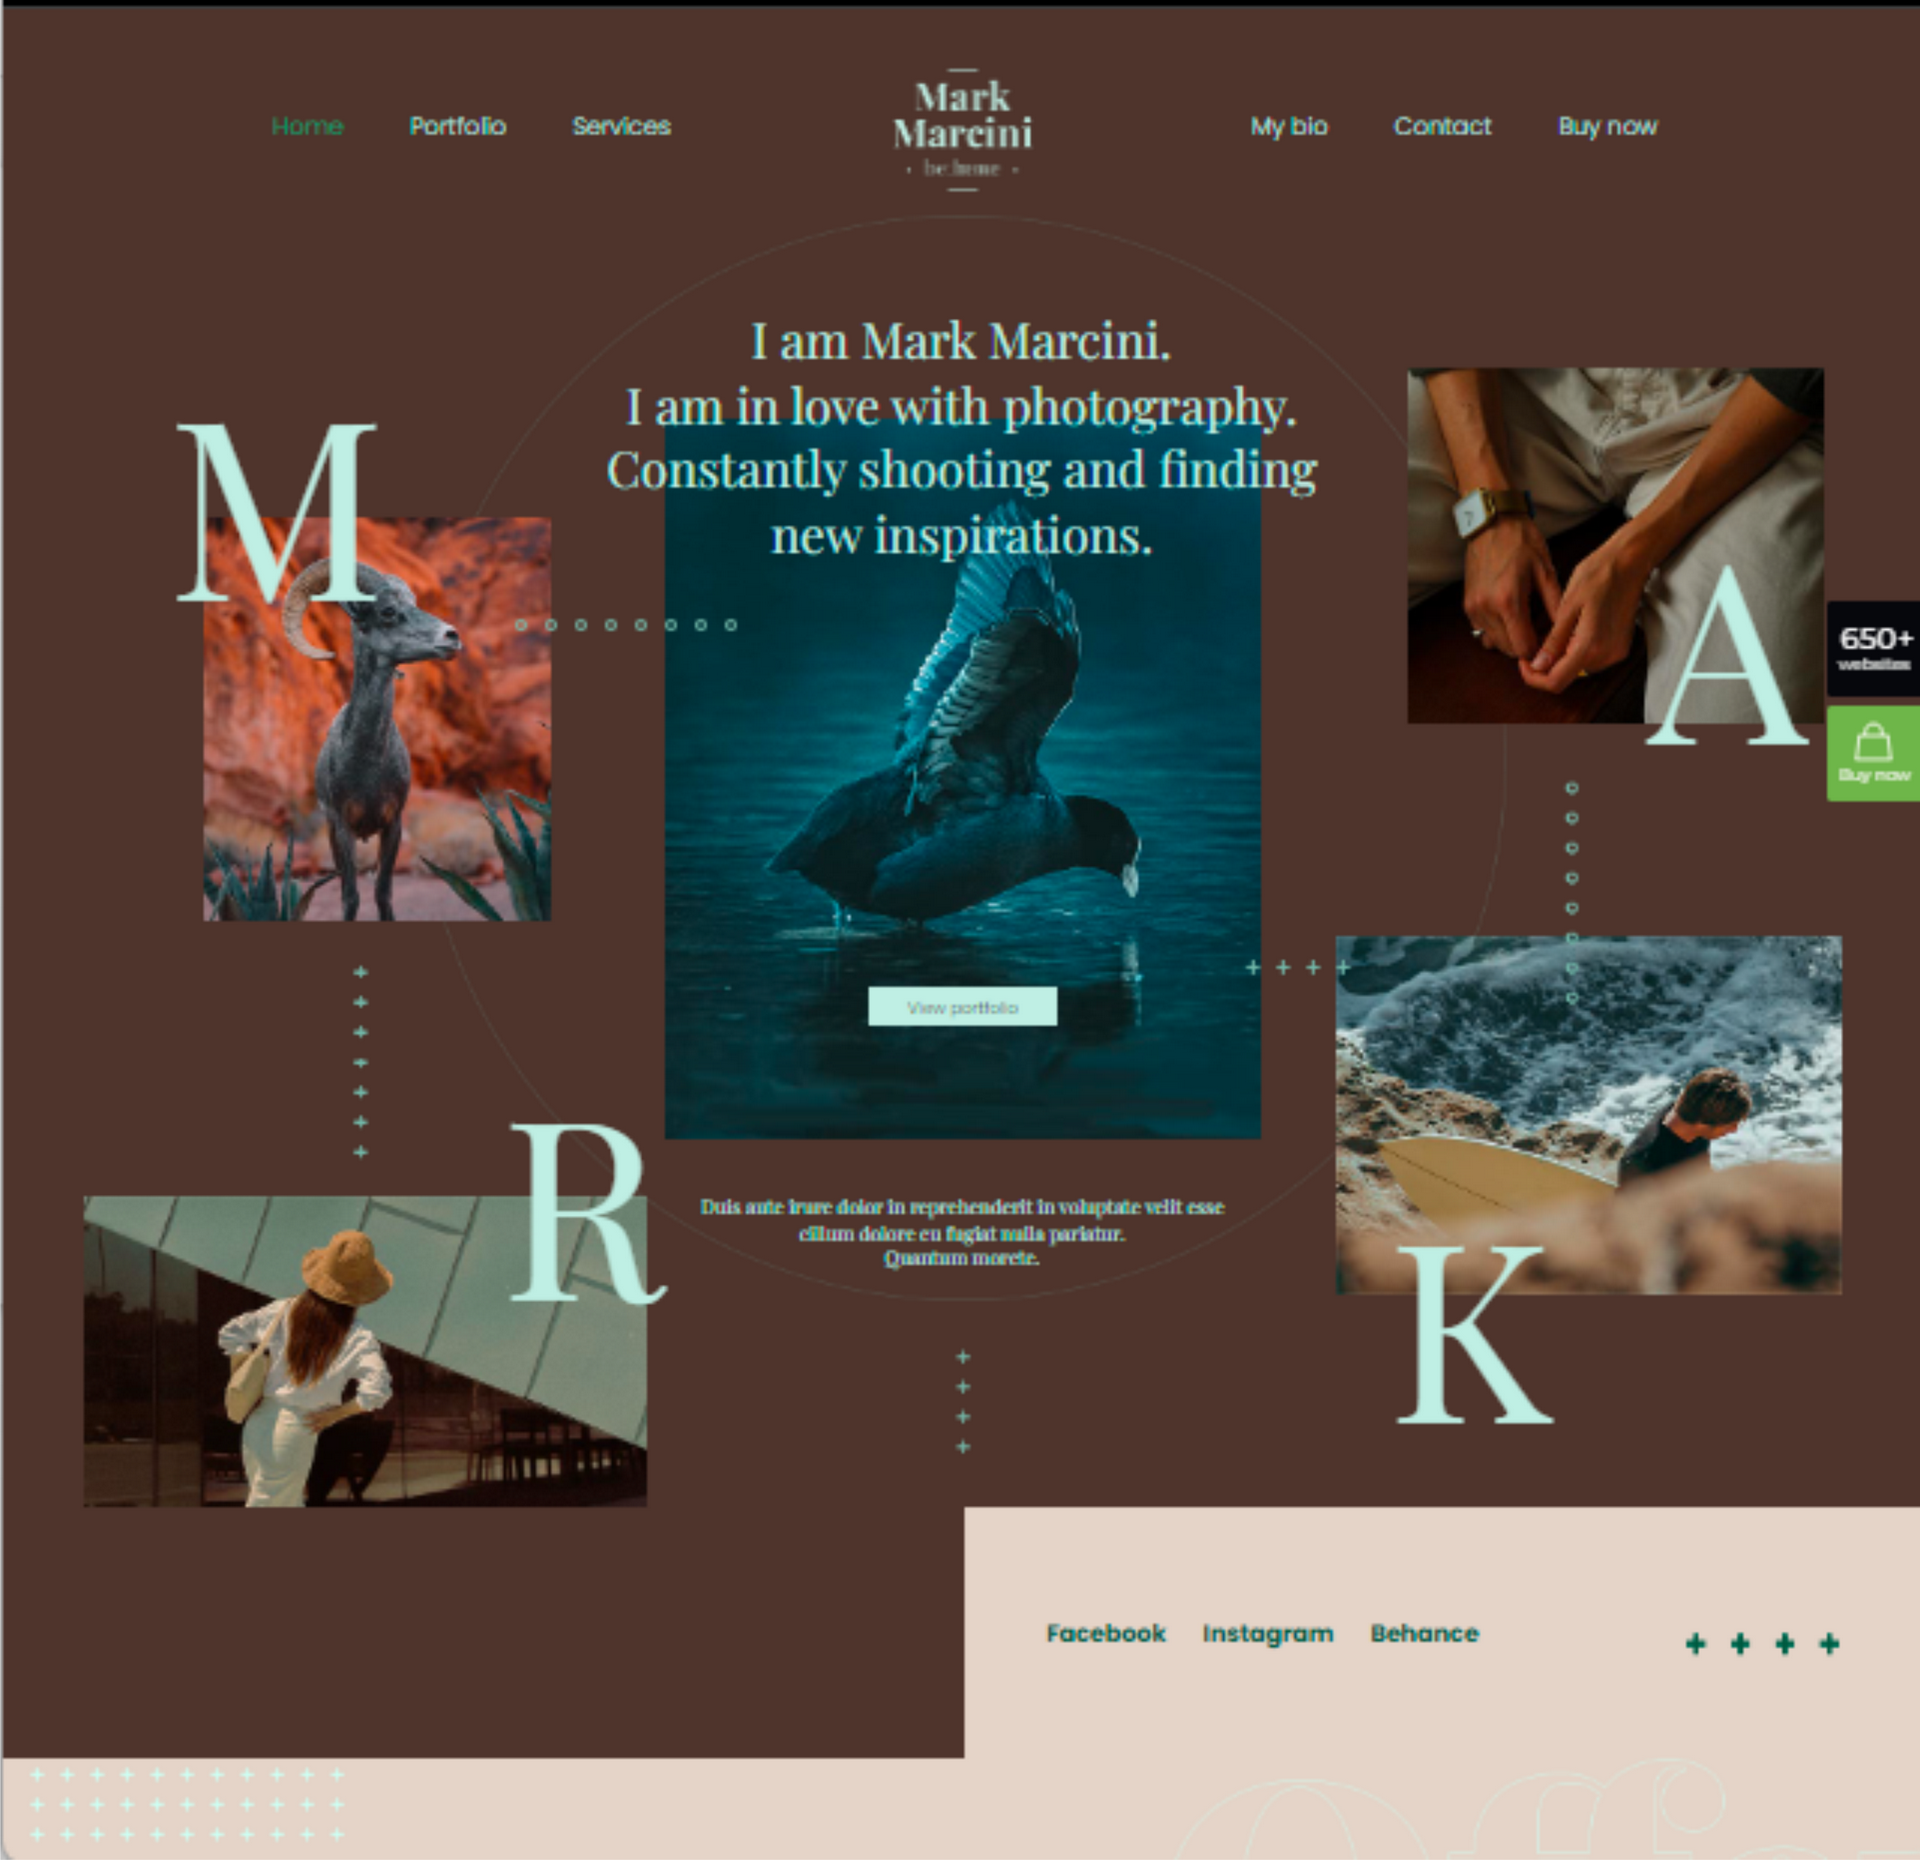 Home
Portfolio
Services
Mark
Marcini
be.home
My bio
Contact
Buy now
I am Mark Marcini.
I am in love with photography.
Constantly shooting and finding
new inspirations.
M
A
650+
websites
Buy now
View portfolio
R
Duis aute irure dolor in reprehenderit in voluptate velit esse
cillum dolore eu fugiat nulla pariatur.
Quantum morete.
K
Facebook
Instagram
Behance
Off